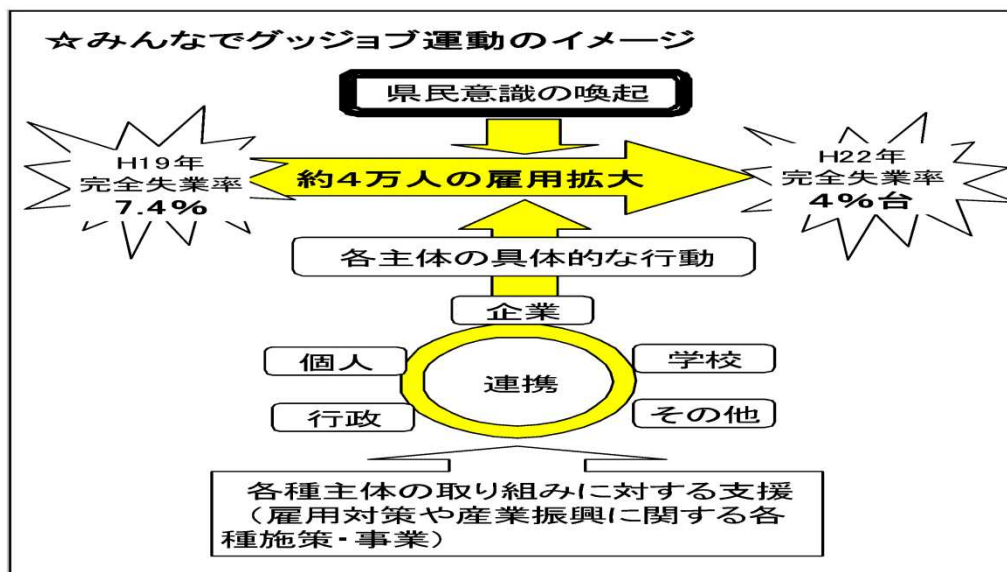 ☆みんなでグッジョブ運動のイメージ
県民意識の喚起
H19年
完全失業率
7.4%
約4万人の雇用拡大
H22年
完全失業率
4%台
各主体の具体的な行動
企業
個人
学校
連携
行政
その他
各種主体の取り組みに対する支援
（雇用対策や産業振興に関する各
種施策・事業）